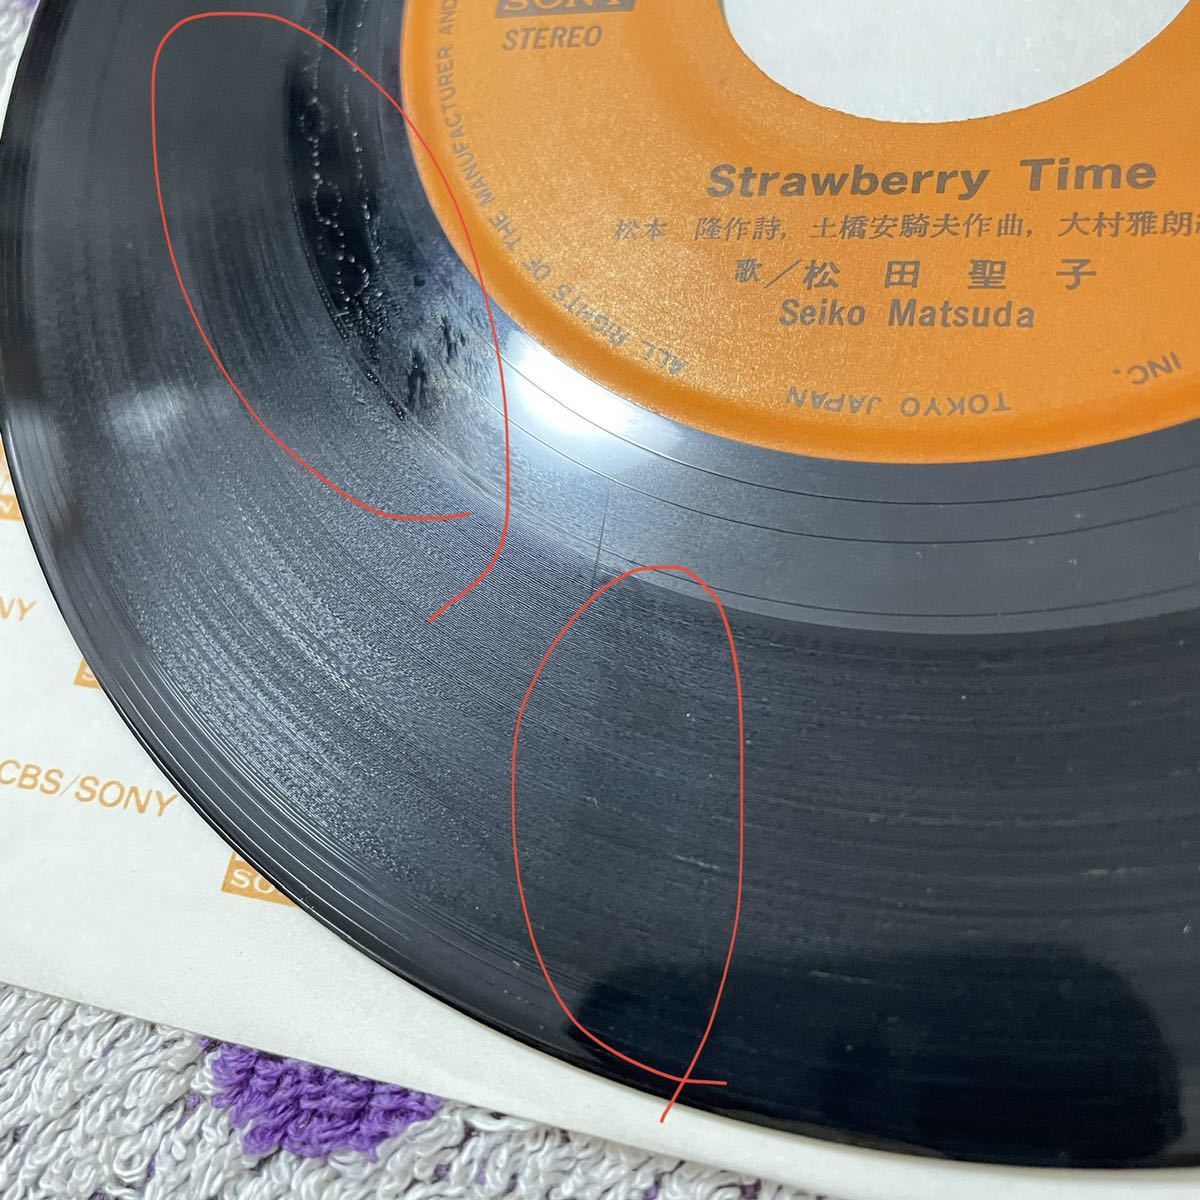 SONY
STEREO
Strawberry Time
松本 隆作詩, 土橋安騎夫作曲, 大村雅朗
歌/松田聖子
Seiko Matsuda
ALL RIGHTS OF THE MANUFACTURER AND
TOKYO JAPAN
INC.
NY
CBS/SONY